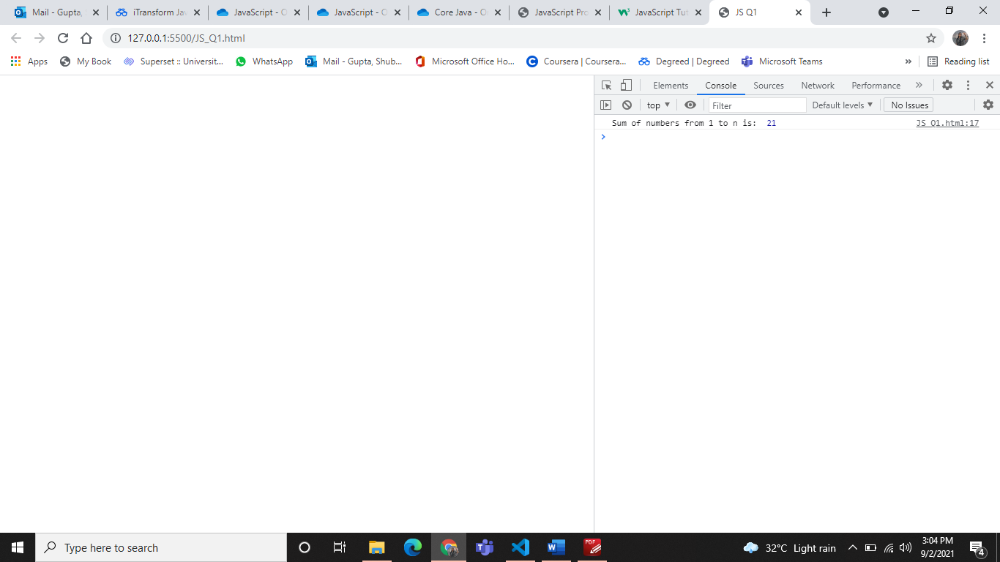 Mail - Gupta, iTransform Jav JavaScript - O JavaScript - O Core Java - O JavaScript Pro JavaScript Tut JS Q1
127.0.0.1:5500/JS_Q1.html
Apps My Book Superset :: Universit... WhatsApp Mail - Gupta, Shub... Microsoft Office Ho... Coursera | Coursera... Degreed | Degreed Microsoft Teams » Reading list
Elements Console Sources Network Performance »
top Filter Default levels No Issues
Sum of numbers from 1 to n is: 21 JS_Q1.html:17
Type here to search PDF 32°C Light rain 3:04 PM
9/2/2021 4